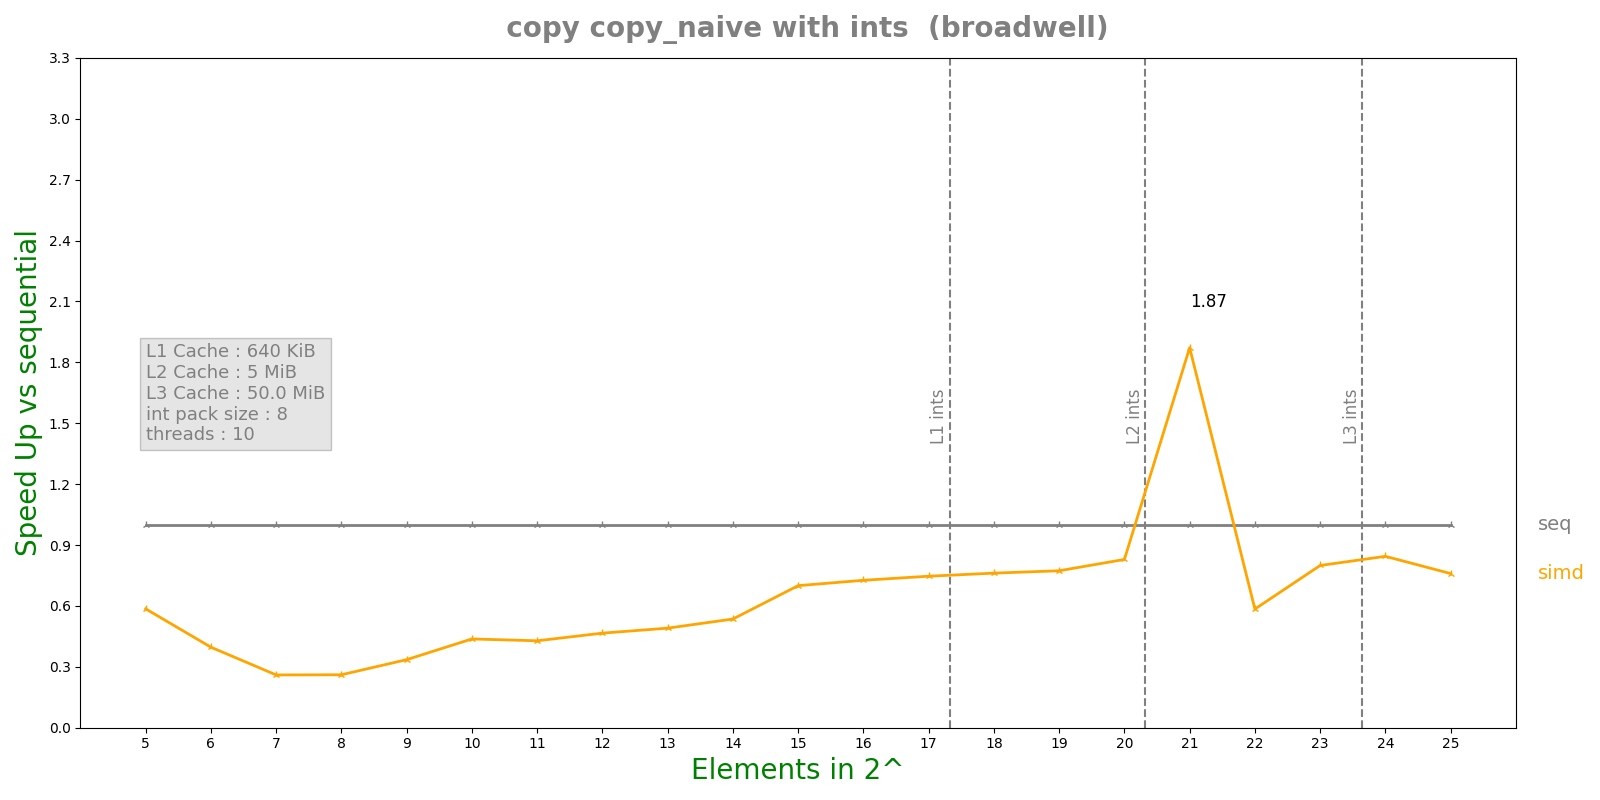 copy copy_naive with ints  (broadwell)
Speed Up vs sequential
3.3
3.0
2.7
2.4
2.1
1.8
1.5
1.2
0.9
0.6
0.3
0.0
L1 Cache : 640 KiB
L2 Cache : 5 MiB
L3 Cache : 50.0 MiB
int pack size : 8
threads : 10
L1 ints
L2 ints
L3 ints
1.87
seq
simd
5 6 7 8 9 10 11 12 13 14 15 16 17 18 19 20 21 22 23 24 25
Elements in 2^